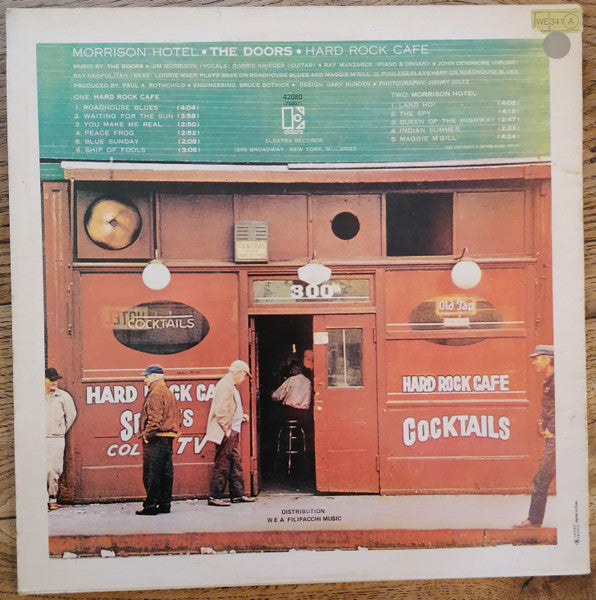 WE 341 A
MORRISON HOTEL • THE DOORS • HARD ROCK CAFE
MUSIC BY: THE DOORS • JIM MORRISON (VOCALS) • ROBBIE KRIEGER (GUITAR) • RAY MANZAREK (PIANO & ORGAN) • JOHN DENSMORE (DRUMS)
RAY NEOPOLITAN (BASS) LONNIE MACK PLAYS BASS ON ROADHOUSE BLUES AND MAGGIE M'GILL. G. PUGLESE PLAYS HARP ON ROADHOUSE BLUES.
PRODUCED BY: PAUL A. ROTHCHILD • ENGINEERING: BRUCE BOTNICK • DESIGN: GARY BURDEN • PHOTOGRAPHY: HENRY DILTZ
ONE: HARD ROCK CAFE
1. ROADHOUSE BLUES (4:04)
2. WAITING FOR THE SUN (3:58)
3. YOU MAKE ME REAL (2:50)
4. PEACE FROG (2:52)
5. BLUE SUNDAY (2:08)
6. SHIP OF FOOLS (3:06)
42080
elektra
ELEKTRA RECORDS
1855 BROADWAY, NEW YORK, N. 10023
TWO: MORRISON HOTEL
1. LAND HO! (4:08)
2. THE SPY (4:15)
3. QUEEN OF THE HIGHWAY (2:47)
4. INDIAN SUMMER (2:33)
5. MAGGIE M'GILL (4:24)
CENTRAL
300
COCKTAILS
Old Tap
HARD ROCK CA
COL TV
HARD ROCK CAFE
COCKTAILS
DISTRIBUTION
W E A FILIPACCHI MUSIC